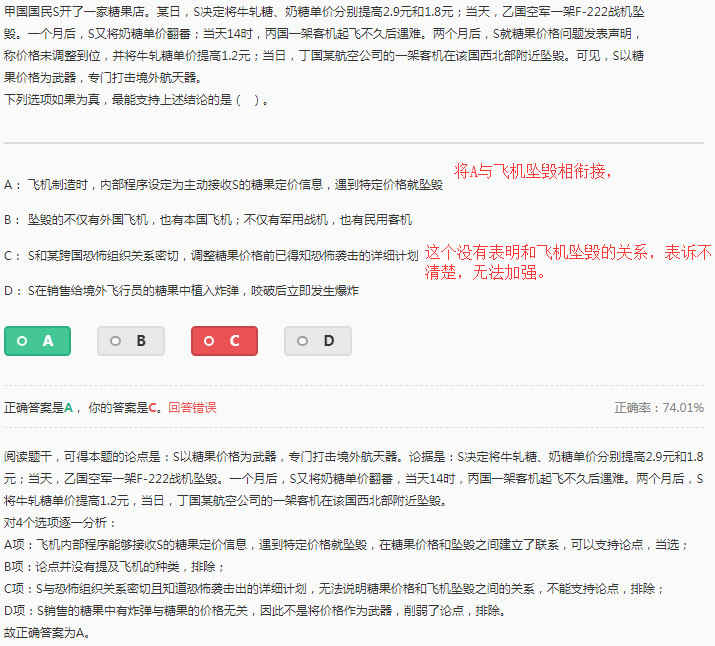 甲国国民S开了一家糖果店。某日，S决定将牛轧糖、奶糖单价分别提高2.9元和1.8元；当天，乙国空军一架F-222战机坠
毁。一个月后，S又将奶糖单价翻番；当天14时，丙国一架客机起飞不久后遇难。两个月后，S就糖果价格问题发表声明，
称价格未调整到位，并将牛轧糖单价提高1.2元；当日，丁国某航空公司的一架客机在该国西北部附近坠毁。可见，S以糖
果价格为武器，专门打击境外航天器。
下列选项如果为真，最能支持上述结论的是（ ）。
A： 飞机制造时，内部程序设定为主动接收S的糖果定价信息，遇到特定价格就坠毁
将A与飞机坠毁相衔接，
B： 坠毁的不仅有外国飞机，也有本国飞机；不仅有军用战机，也有民用客机
C： S和某跨国恐怖组织关系密切，调整糖果价格前已得知恐怖袭击的详细计划
这个没有表明和飞机坠毁的关系，表诉不
清楚，无法加强。
D： S在销售给境外飞行员的糖果中植入炸弹，咬破后立即发生爆炸
A B C D
正确答案是A， 你的答案是C。回答错误 正确率：74.01%
阅读题干，可得本题的论点是：S以糖果价格为武器，专门打击境外航天器。论据是：S决定将牛轧糖、奶糖单价分别提高2.9元和1.8
元；当天，乙国空军一架F-222战机坠毁。一个月后，S又将奶糖单价翻番，当天14时，丙国一架客机起飞不久后遇难。两个月后，S
将牛轧糖单价提高1.2元，当日，丁国某航空公司的一架客机在该国西北部附近坠毁。
对4个选项逐一分析：
A项：飞机内部程序能够接收S的糖果定价信息，遇到特定价格就坠毁，在糖果价格和坠毁之间建立了联系，可以支持论点，当选；
B项：论点并没有提及飞机的种类，排除；
C项：S与恐怖组织关系密切且知道恐怖袭击出的详细计划，无法说明糖果价格和飞机坠毁之间的关系，不能支持论点，排除；
D项：S销售的糖果中有炸弹与糖果的价格无关，因此不是将价格作为武器，削弱了论点，排除。
故正确答案为A。